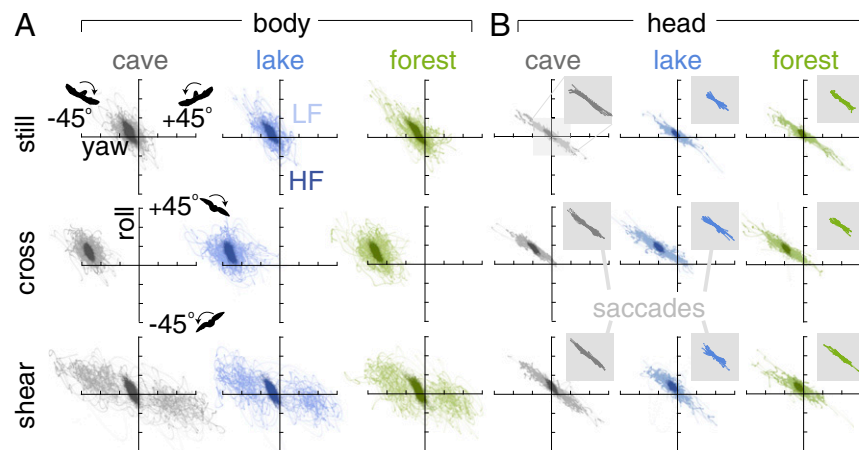 A body B head
cave lake forest cave lake forest
still
-45° +45° LF
yaw
HF
+45°
roll
cross
saccades
-45°
shear